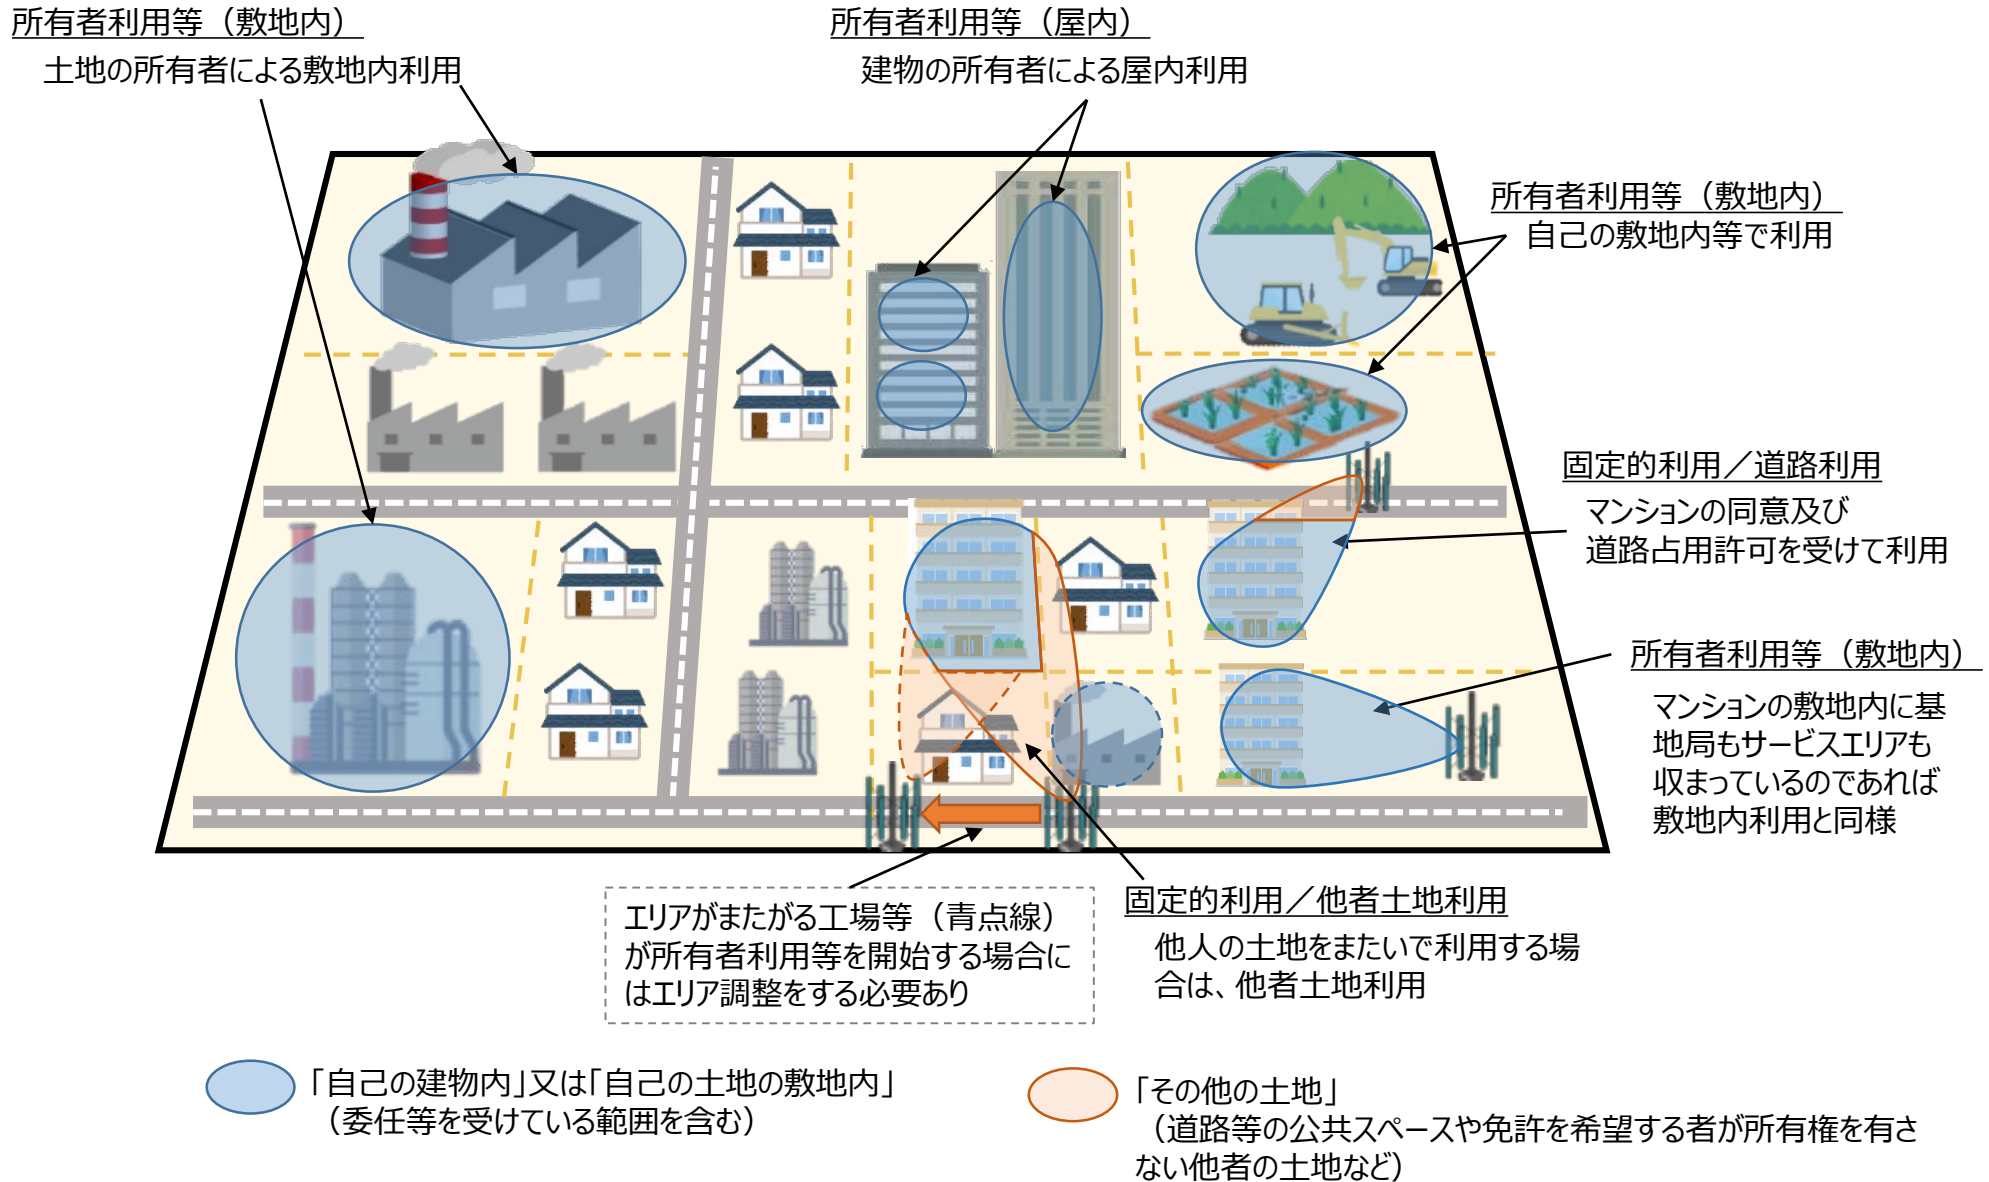 所有者利用等（敷地内）
土地の所有者による敷地内利用
所有者利用等（屋内）
建物の所有者による屋内利用
所有者利用等（敷地内）
自己の敷地内等で利用
固定的利用／道路利用
マンションの同意及び
道路占用許可を受けて利用
所有者利用等（敷地内）
マンションの敷地内に基
地局もサービスエリアも
収まっているのであれば
敷地内利用と同様
エリアがまたがる工場等（青点線）
が所有者利用等を開始する場合に
はエリア調整をする必要あり
固定的利用／他者土地利用
他人の土地をまたいで利用する場
合は、他者土地利用
「自己の建物内」又は「自己の土地の敷地内」
（委任等を受けている範囲を含む）
「その他の土地」
（道路等の公共スペースや免許を希望する者が所有権を有さ
ない他者の土地など）